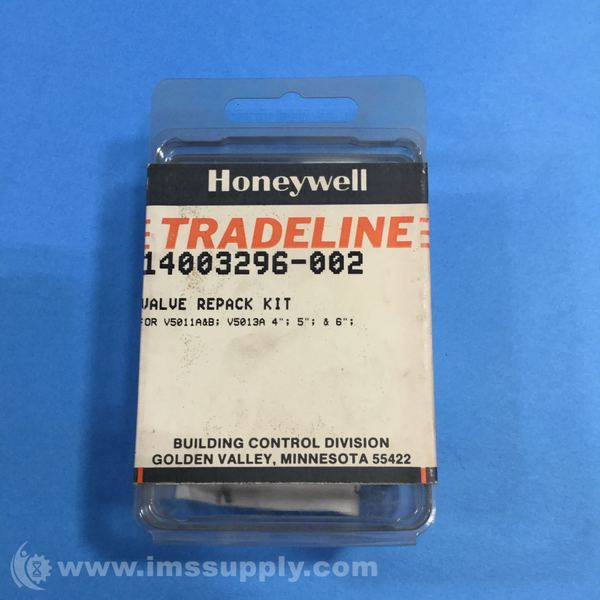 Honeywell
TRADELINE
14003296-002
VALVE REPACK KIT
FOR V5011A&B; V5013A 4"; 5"; & 6";
BUILDING CONTROL DIVISION
GOLDEN VALLEY, MINNESOTA 55422
www.imssupply.com